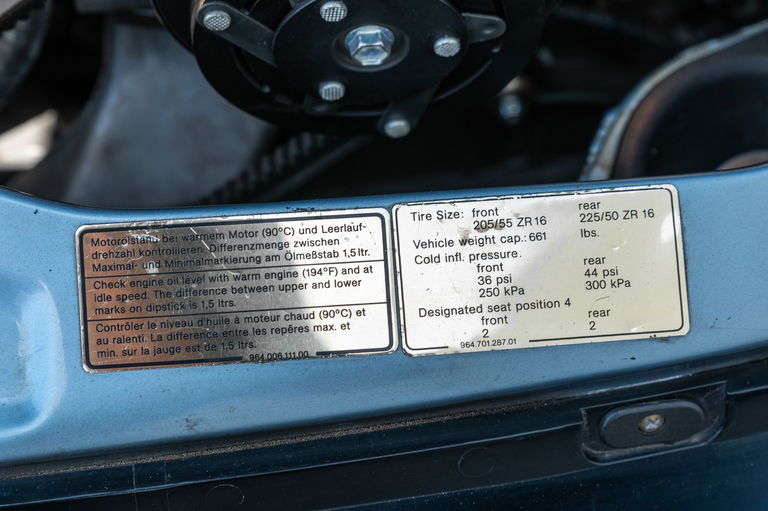 Motorölstand bei warmem Motor (90°C) und Leerlauf-
drehzahl kontrollieren. Differenzmenge zwischen
Maximal- und Minimalmarkierung am Ölmeßstab 1,5 ltr.
Check engine oil level with warm engine (194°F) and at
idle speed. The difference between upper and lower
marks on dipstick is 1,5 ltrs.
Contrôler le niveau d'huile à moteur chaud (90°C) et
au ralenti. La difference entre les repères max. et
min. sur la jauge est de 1,5 ltrs.
964.006.111.00
Tire Size: front rear
205/55 ZR 16 225/50 ZR 16
Vehicle weight cap.: 661 lbs.
Cold infl. pressure.
front rear
36 psi 44 psi
250 kPa 300 kPa
Designated seat position 4
front rear
2 2
964.701.287.01